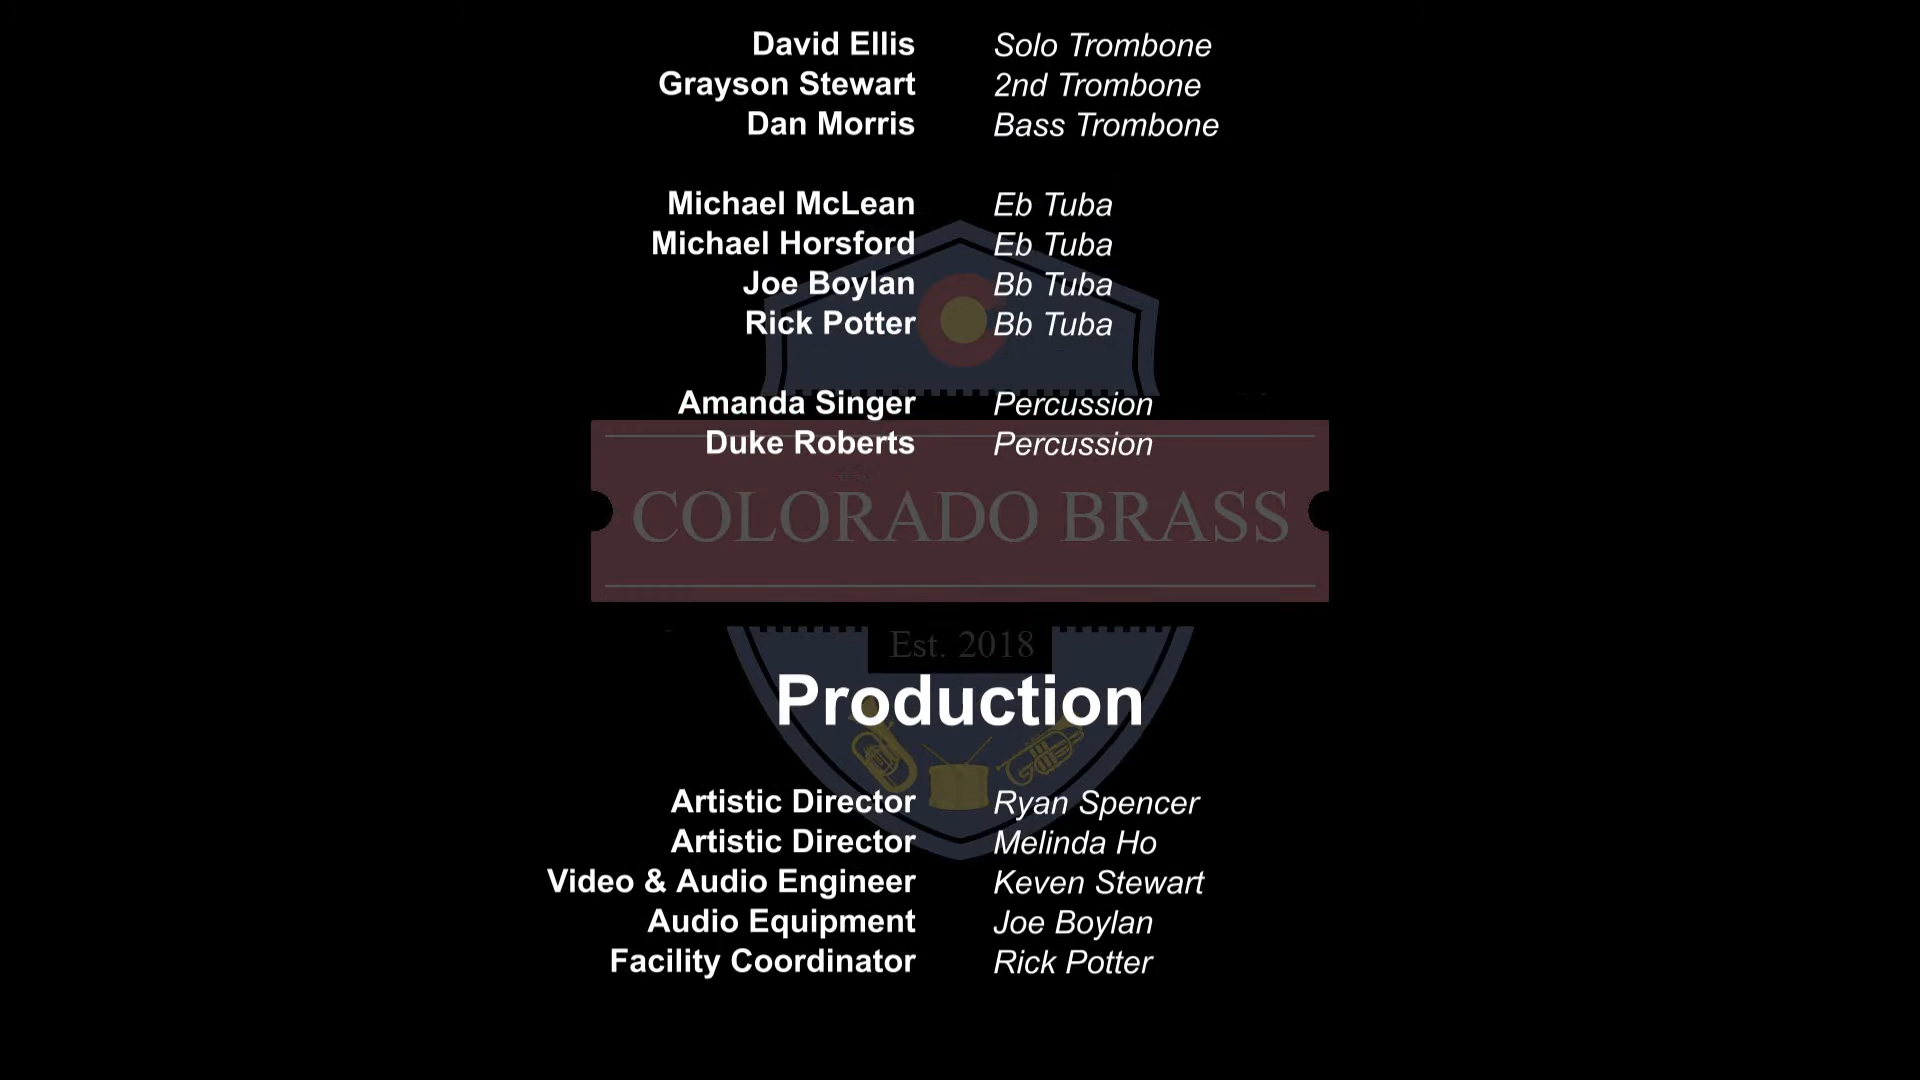 David Ellis Solo Trombone
Grayson Stewart 2nd Trombone
Dan Morris Bass Trombone
Michael McLean Eb Tuba
Michael Horsford Eb Tuba
Joe Boylan Bb Tuba
Rick Potter Bb Tuba
Amanda Singer Percussion
Duke Roberts Percussion
COLORADO BRASS
Est. 2018
Production
Artistic Director Ryan Spencer
Artistic Director Melinda Ho
Video & Audio Engineer Keven Stewart
Audio Equipment Joe Boylan
Facility Coordinator Rick Potter